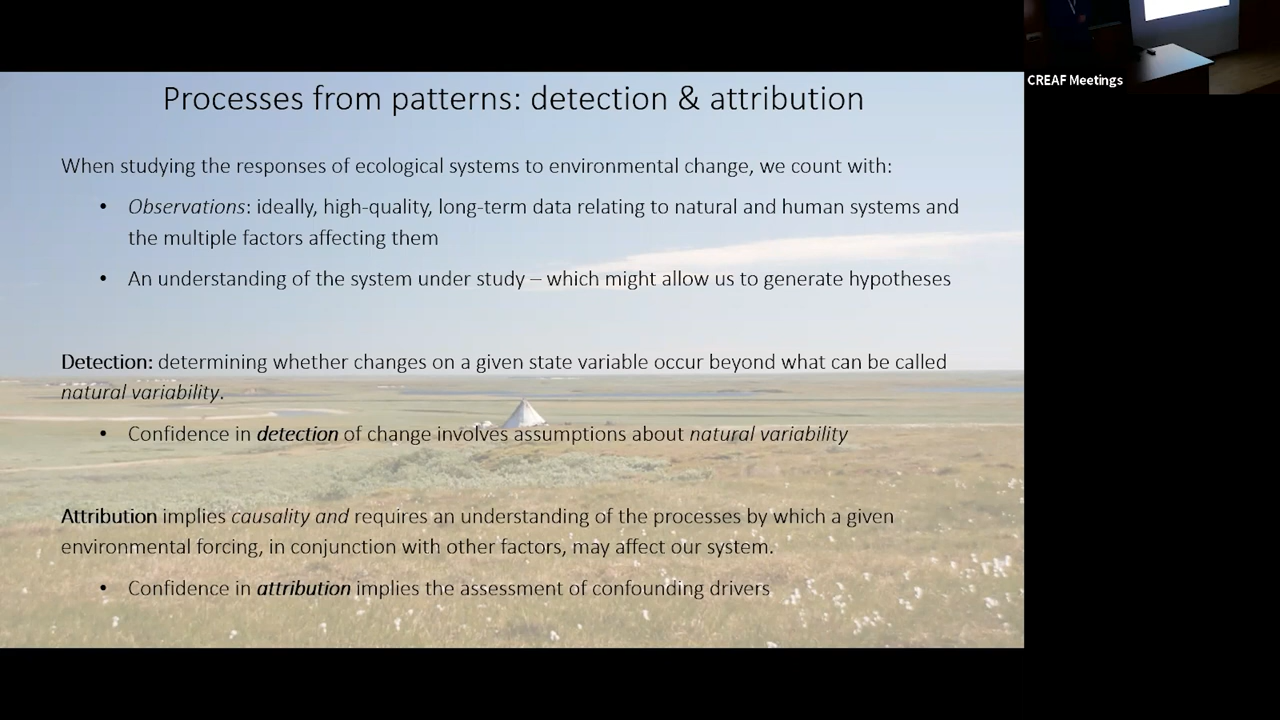 Processes from patterns: detection & attribution
When studying the responses of ecological systems to environmental change, we count with:
• Observations: ideally, high-quality, long-term data relating to natural and human systems and
the multiple factors affecting them
• An understanding of the system under study – which might allow us to generate hypotheses
Detection: determining whether changes on a given state variable occur beyond what can be called
natural variability.
• Confidence in detection of change involves assumptions about natural variability
Attribution implies causality and requires an understanding of the processes by which a given
environmental forcing, in conjunction with other factors, may affect our system.
• Confidence in attribution implies the assessment of confounding drivers
CREAF Meetings